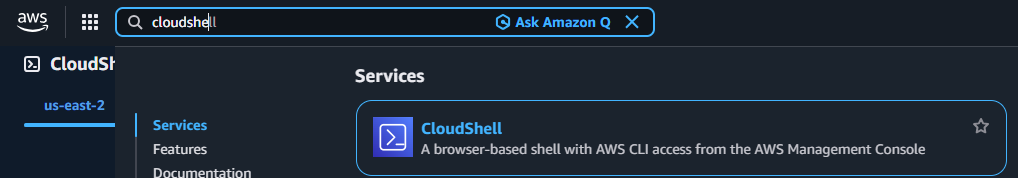 aws
cloudshell
Ask Amazon Q
CloudSh
us-east-2
Services
Services
Features
Documentation
CloudShell
A browser-based shell with AWS CLI access from the AWS Management Console